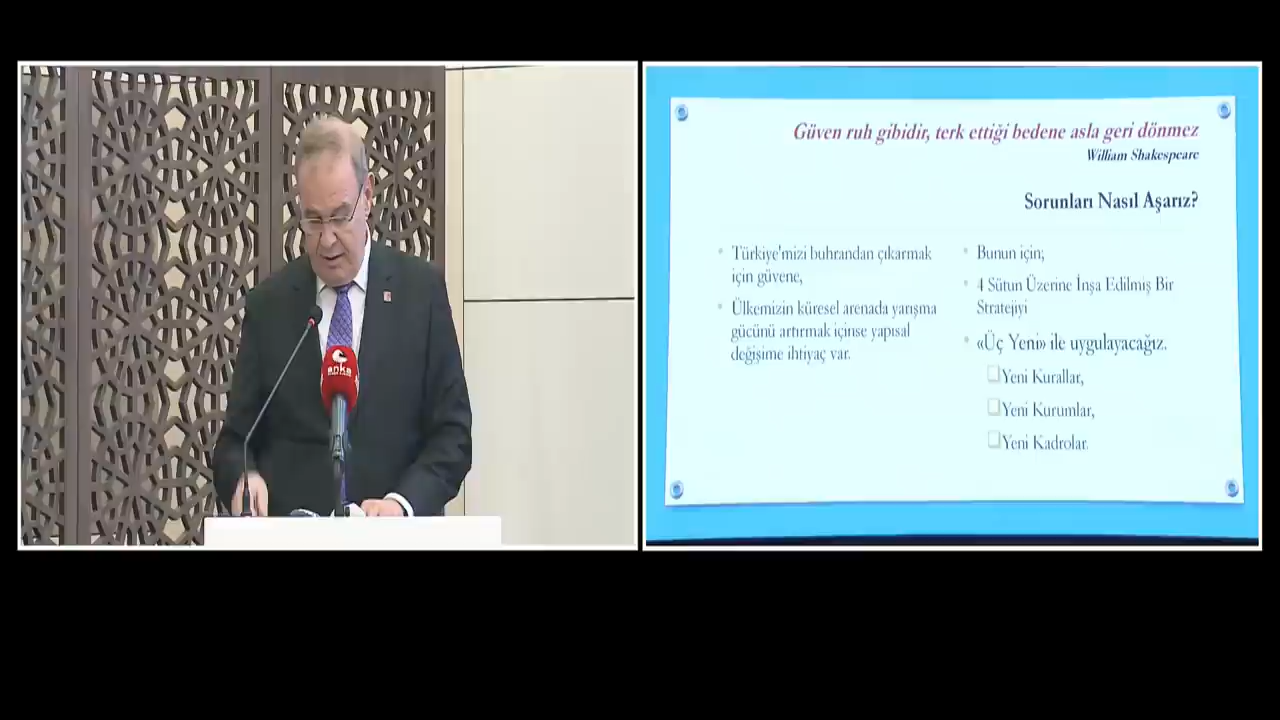 anka
Güven ruh gibidir, terk ettiği bedene asla geri dönmez
William Shakespeare
Sorunları Nasıl Aşarız?
Türkiye'mizi buhrandan çıkarmak
için güvene,
Ülkemizin küresel arenada yarışma
gücünü artırmak içinse yapısal
değişime ihtiyaç var.
Bunun için;
4 Sütun Üzerine İnşa Edilmiş Bir
Stratejiyi
«Üç Yeni» ile uygulayacağız.
Yeni Kurallar,
Yeni Kurumlar,
Yeni Kadrolar.